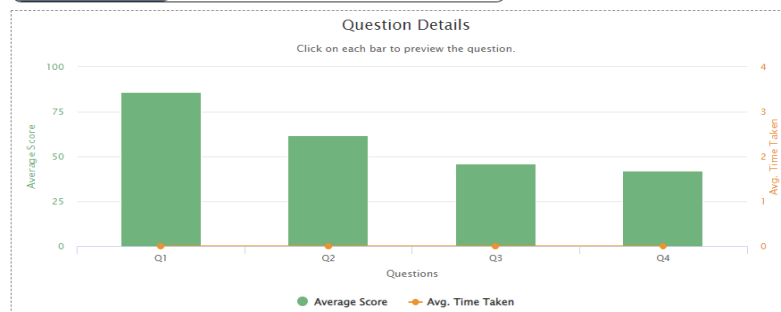 Question Details
Click on each bar to preview the question.
100
75
50
25
0
Average Score
4
3
2
1
0
Avg. Time Taken
Q1 Q2 Q3 Q4
Questions
Average Score Avg. Time Taken